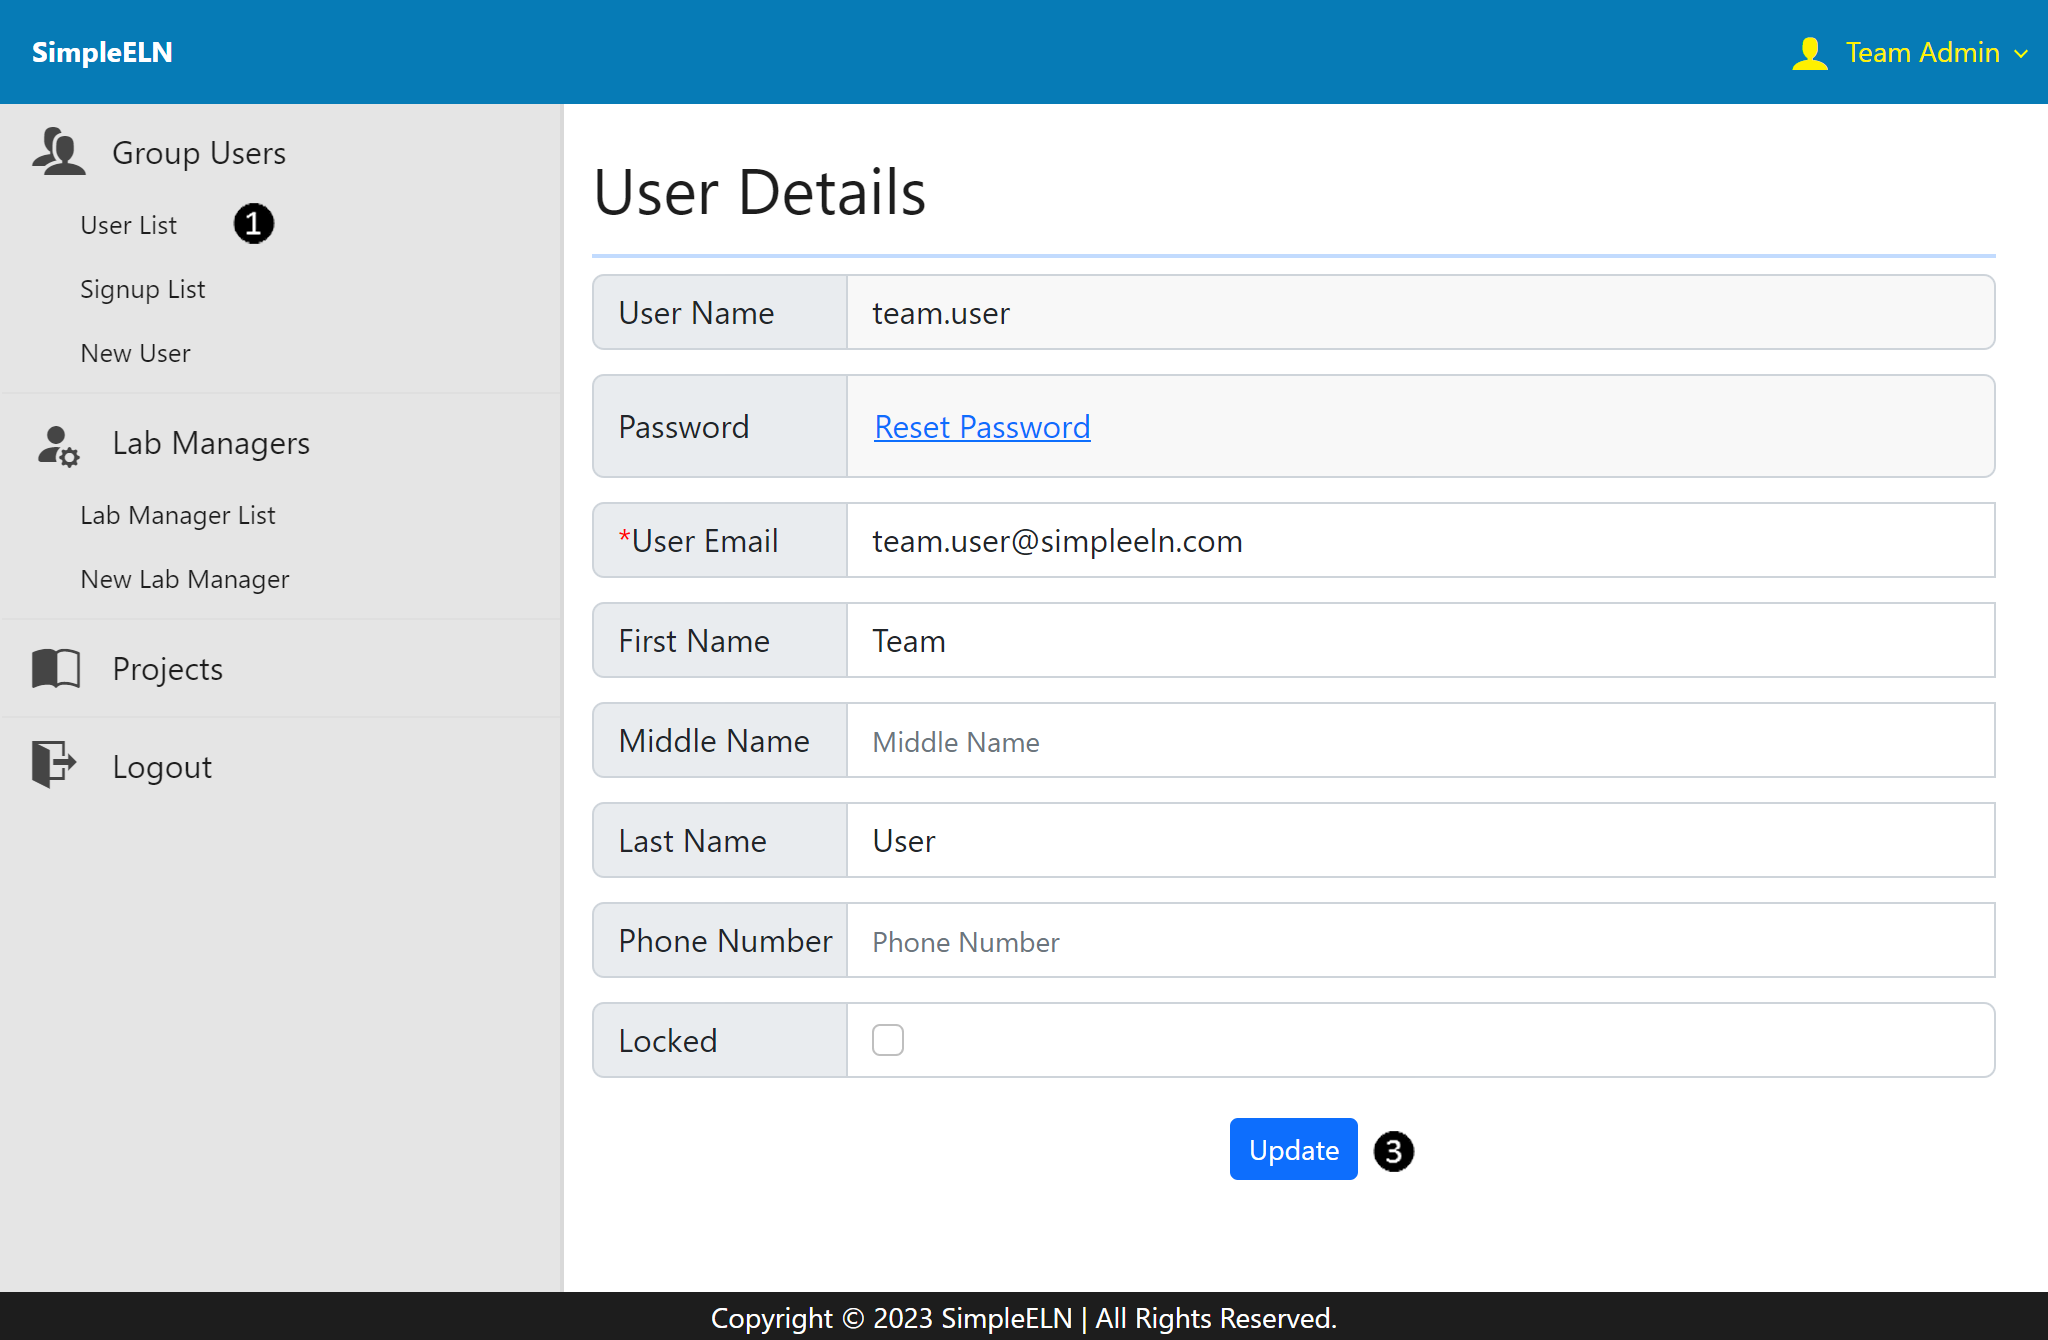 SimpleELN
Team Admin
Group Users
User List 1
Signup List
New User
Lab Managers
Lab Manager List
New Lab Manager
Projects
Logout
User Details
User Name team.user
Password Reset Password
*User Email team.user@simpleeln.com
First Name Team
Middle Name Middle Name
Last Name User
Phone Number Phone Number
Locked
Update 3
Copyright © 2023 SimpleELN | All Rights Reserved.